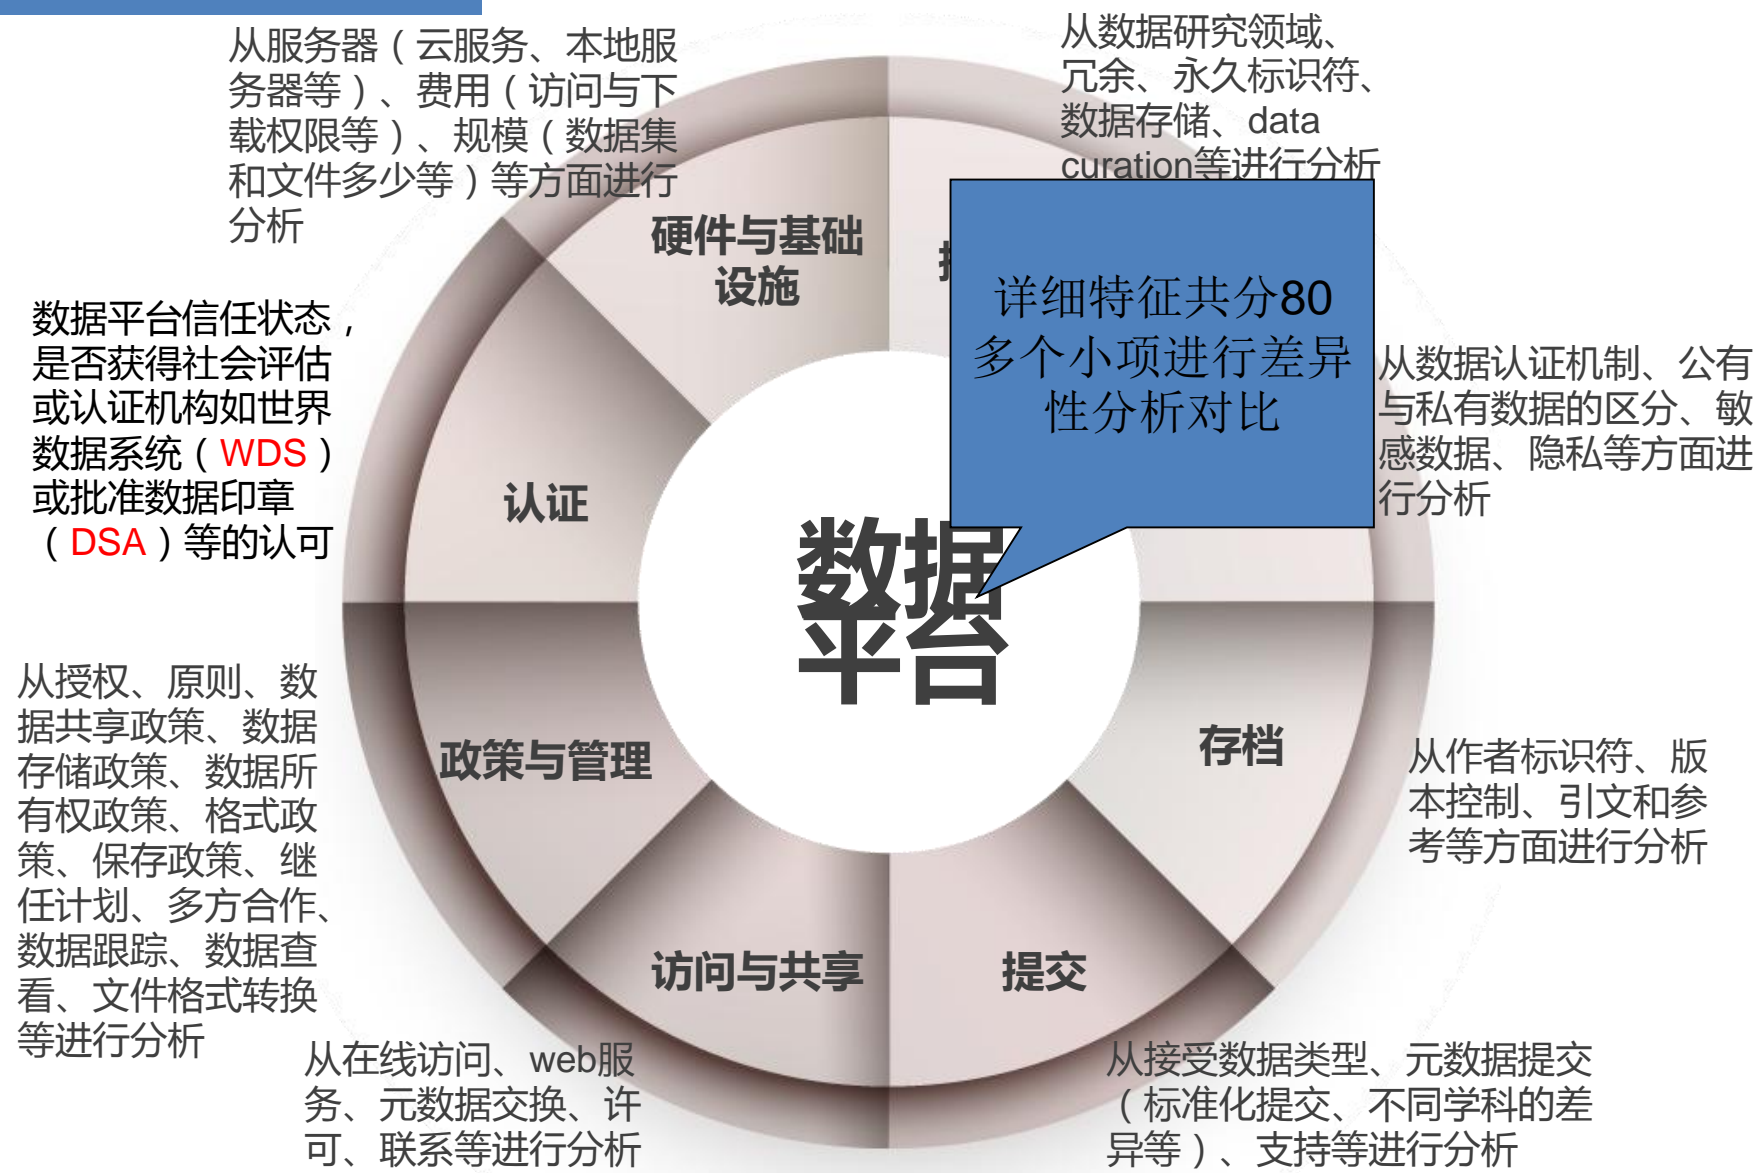 从服务器（云服务、本地服
务器等）、费用（访问与下
载权限等）、规模（数据集
和文件多少等）等方面进行
分析
从数据研究领域、
冗余、永久标识符、
数据存储、data
curation等进行分析
硬件与基础
设施
详细特征共分80
多个小项进行差异
性分析对比
数据平台信任状态，
是否获得社会评估
或认证机构如世界
数据系统（WDS）
或批准数据印章
（DSA）等的认可
从数据认证机制、公有
与私有数据的区分、敏
感数据、隐私等方面进
行分析
认证
数据
平台
从授权、原则、数
据共享政策、数据
存储政策、数据所
有权政策、格式政
策、保存政策、继
任计划、多方合作、
数据跟踪、数据查
看、文件格式转换
等进行分析
政策与管理
存档
从作者标识符、版
本控制、引文和参
考等方面进行分析
访问与共享
提交
从在线访问、web服
务、元数据交换、许
可、联系等进行分析
从接受数据类型、元数据提交
（标准化提交、不同学科的差
异等）、支持等进行分析